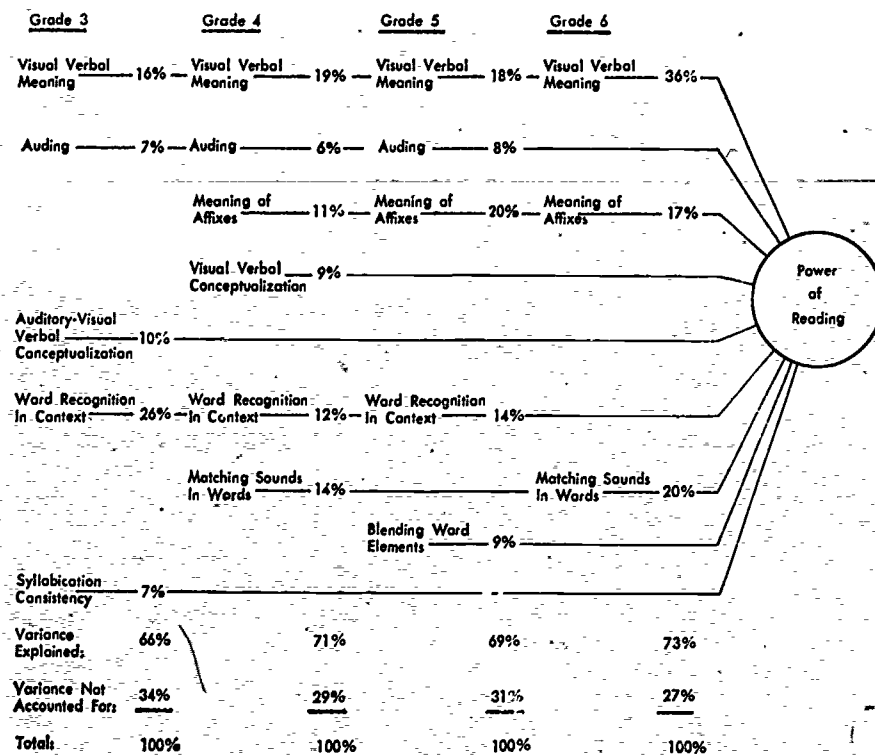 Grade 3 Grade 4 Grade 5 Grade 6
Visual Verbal Meaning 16% Visual Verbal Meaning 19% Visual Verbal Meaning 18% Visual Verbal Meaning 36%
Auding 7% Auding 6% Auding 8%
Meaning of Affixes 11% Meaning of Affixes 20% Meaning of Affixes 17%
Visual Verbal Conceptualization 9%
Power
of
Reading
Auditory-Visual
Verbal 10%
Conceptualization
Word Recognition In Context 26% Word Recognition In Context 12% Word Recognition In Context 14%
Matching Sounds In Words 14% Matching Sounds In Words 20%
Blending Word Elements 9%
Syllabication Consistency 7%
Variance Explained: 66% 71% 69% 73%
Variance Not Accounted For: 34% 29% 31% 27%
Total: 100% 100% 100% 100%